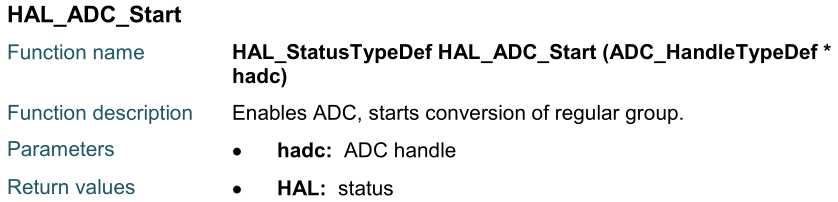 HAL_ADC_Start
Function name HAL_StatusTypeDef HAL_ADC_Start (ADC_HandleTypeDef *
hadc)
Function description Enables ADC, starts conversion of regular group.
Parameters • hadc: ADC handle
Return values • HAL: status